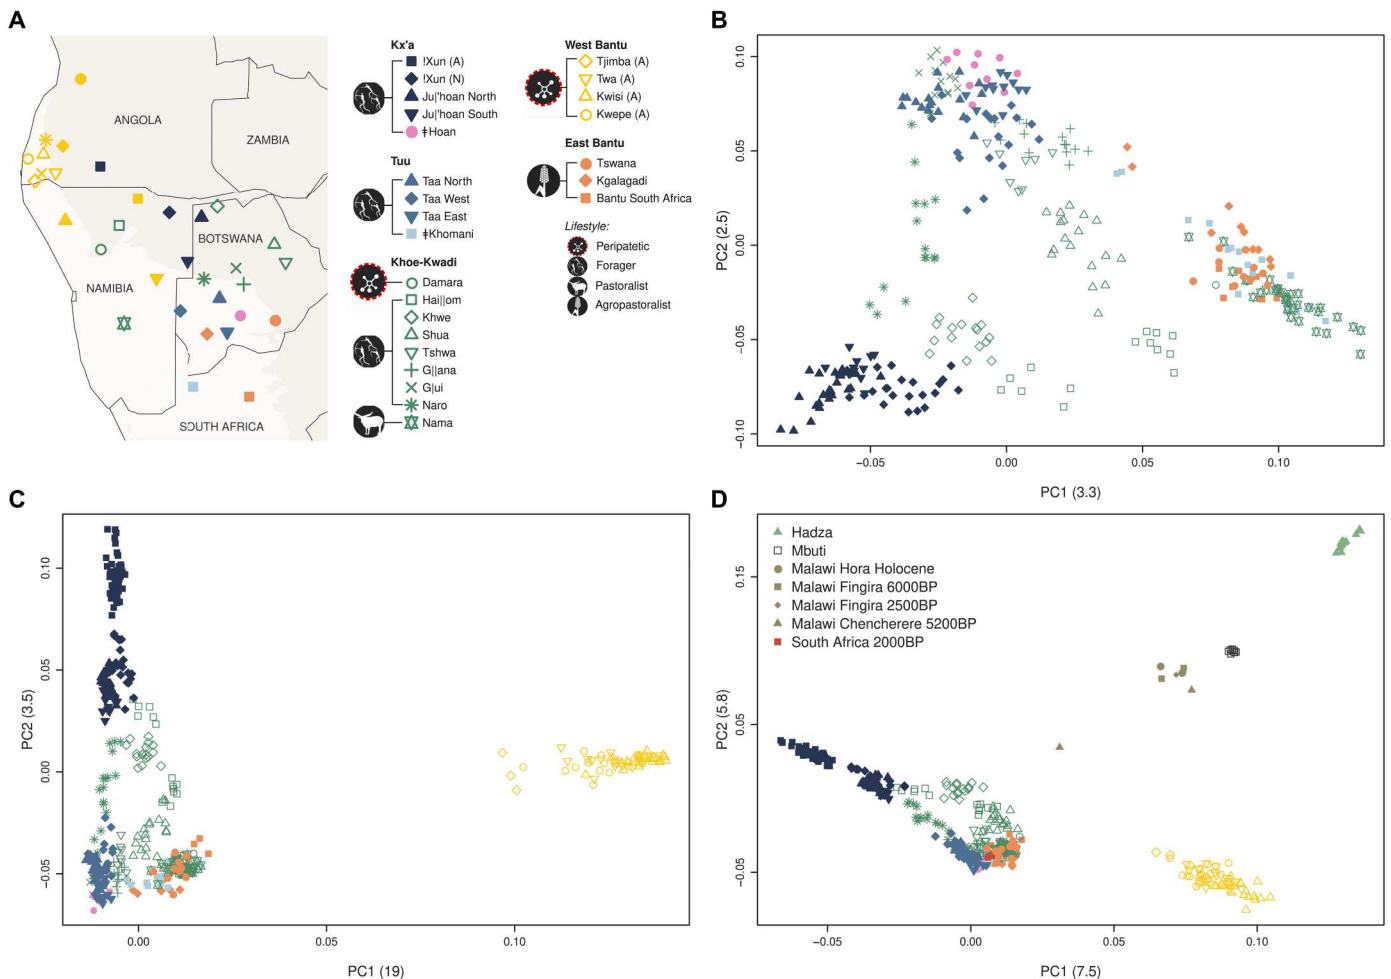 A
ANGOLA
ZAMBIA
BOTSWANA
NAMIBIA
SOUTH AFRICA
Kx'a
!Xun (A)
!Xun (N)
Ju|'hoan North
Ju|'hoan South
ǂHoan
Tuu
Taa North
Taa West
Taa East
ǂKhomani
Khoe-Kwadi
Damara
Hai||om
Khwe
Shua
Tshwa
G||ana
G|ui
Naro
Nama
West Bantu
Tjimba (A)
Twa (A)
Kwisi (A)
Kwepe (A)
East Bantu
Tswana
Kgalagadi
Bantu South Africa
Lifestyle:
Peripatetic
Forager
Pastoralist
Agropastoralist
B
PC2 (2.5)
0.10
0.05
0.00
−0.05
−0.10
−0.05
0.00
0.05
0.10
PC1 (3.3)
C
PC2 (3.5)
0.10
0.05
0.00
−0.05
0.00
0.05
0.10
PC1 (19)
D
Hadza
Mbuti
Malawi Hora Holocene
Malawi Fingira 6000BP
Malawi Fingira 2500BP
Malawi Chencherere 5200BP
South Africa 2000BP
PC2 (5.8)
0.15
0.05
−0.05
−0.05
0.00
0.05
0.10
PC1 (7.5)